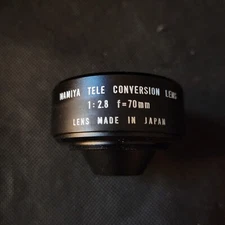 MAMIYA TELE CONVERSION LENS
1:2.8 f=70mm
LENS MADE IN JAPAN